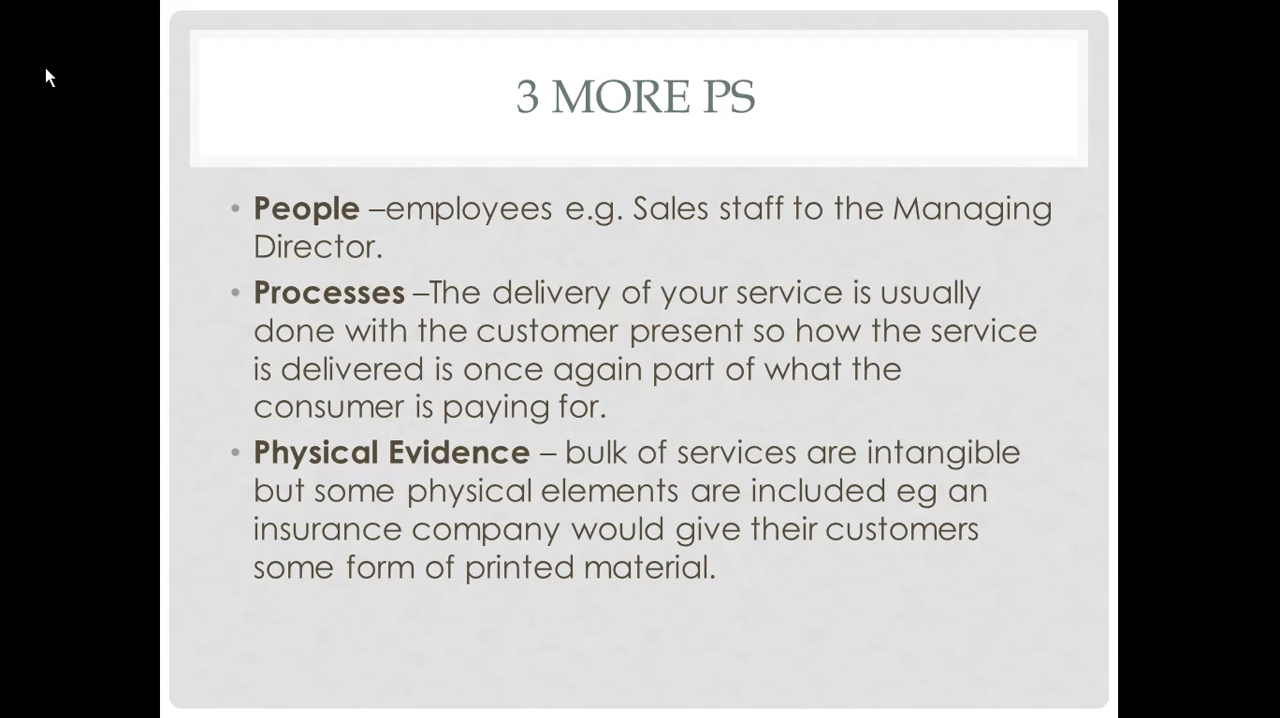 3 MORE PS
• People –employees e.g. Sales staff to the Managing
Director.
• Processes –The delivery of your service is usually
done with the customer present so how the service
is delivered is once again part of what the
consumer is paying for.
• Physical Evidence – bulk of services are intangible
but some physical elements are included eg an
insurance company would give their customers
some form of printed material.